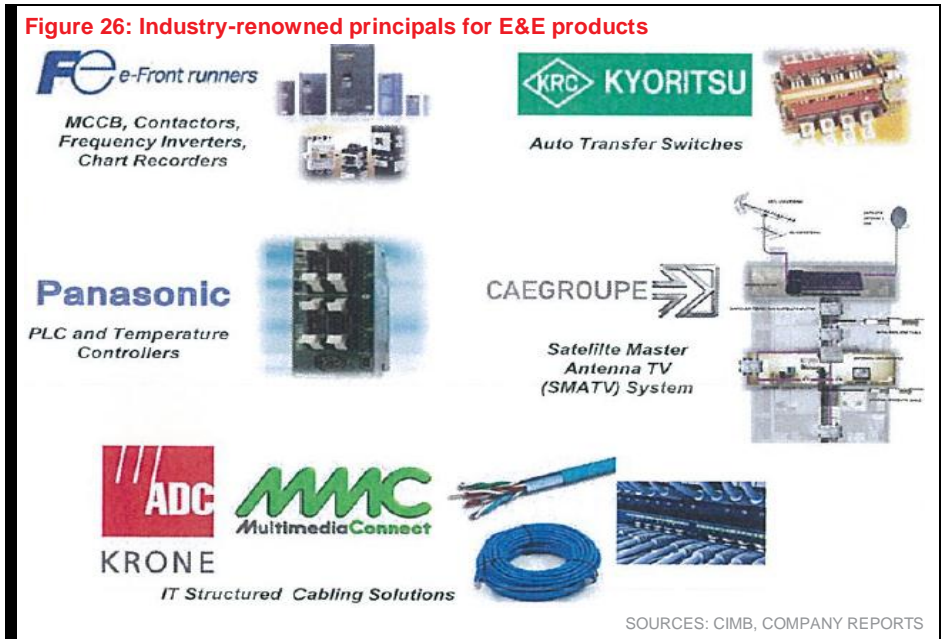 Figure 26: Industry-renowned principals for E&E products
Fe e-Front runners
MCCB, Contactors,
Frequency Inverters,
Chart Recorders
KRC KYORITSU
Auto Transfer Switches
Panasonic
PLC and Temperature
Controllers
CAEGROUPE
Satelilte Master
Antenna TV
(SMATV) System
ADC
KRONE
MMC
MultimediaConnect
IT Structured Cabling Solutions
SOURCES: CIMB, COMPANY REPORTS